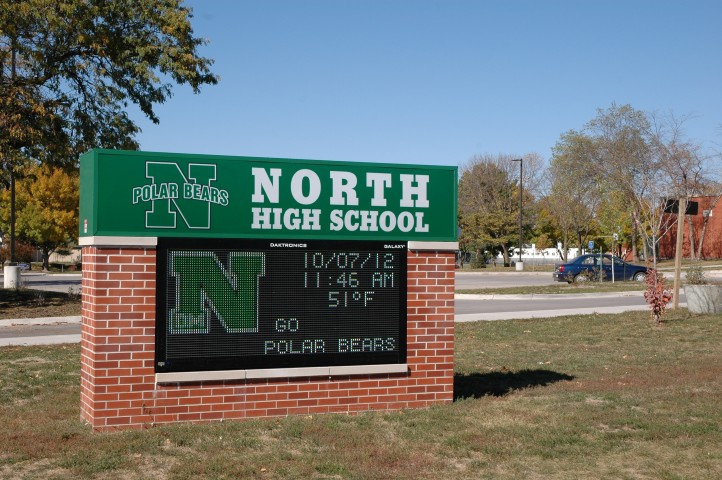 N
POLAR BEARS
NORTH
HIGH SCHOOL
DAKTRONICS GALAXY
N
10/07/12
11:46 AM
51°F
GO
POLAR BEARS